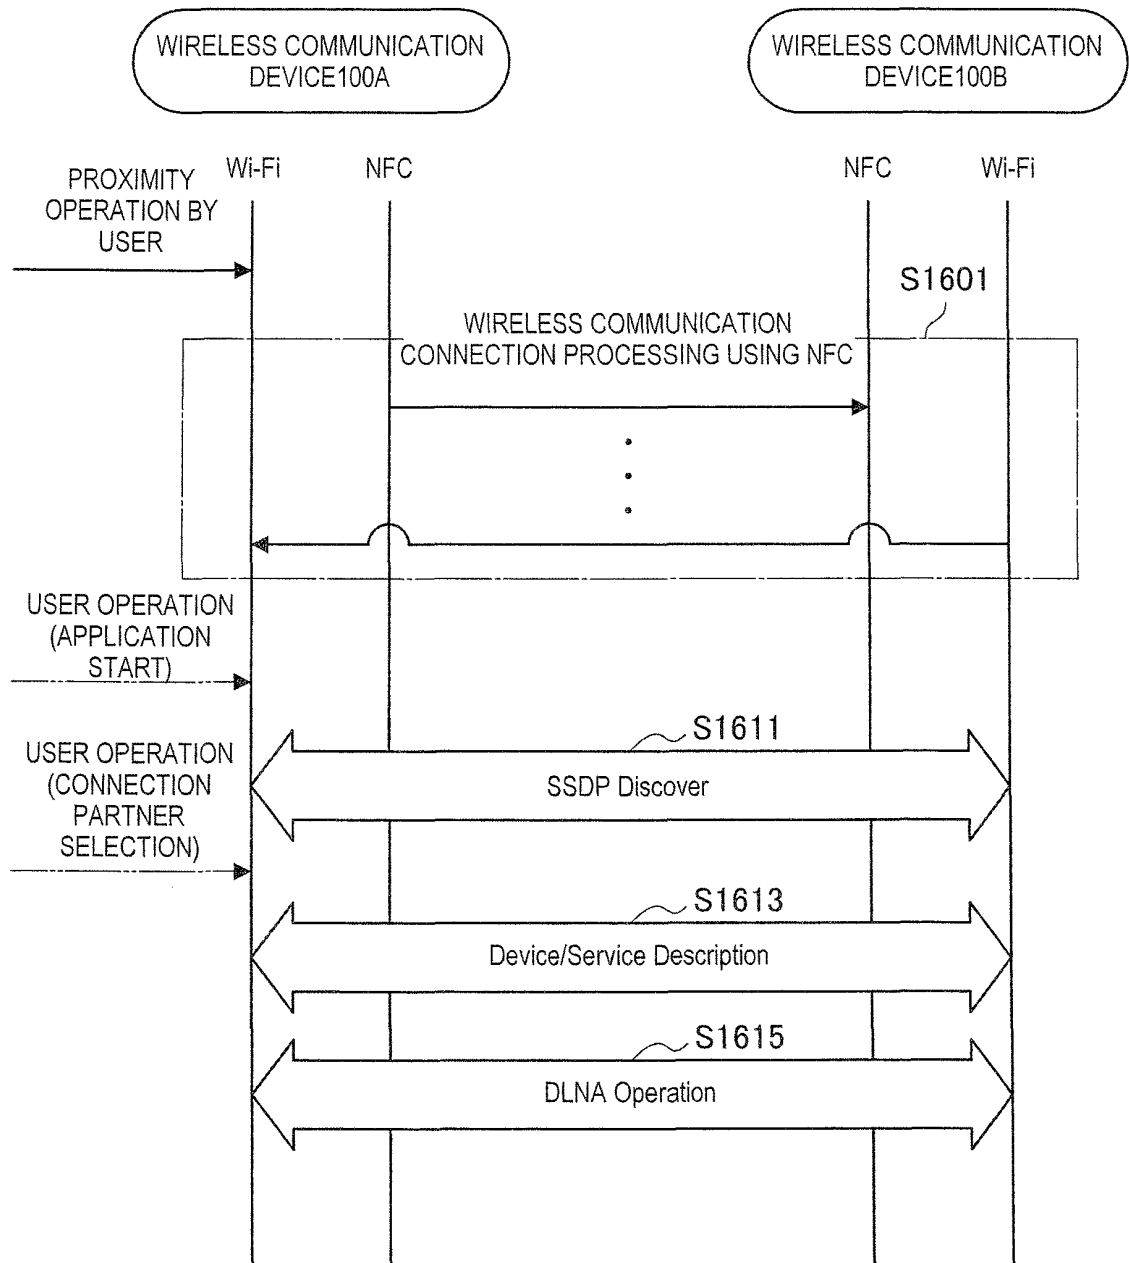 WIRELESS COMMUNICATION
DEVICE100A
WIRELESS COMMUNICATION
DEVICE100B
Wi-Fi
NFC
NFC
Wi-Fi
PROXIMITY
OPERATION BY
USER
S1601
WIRELESS COMMUNICATION
CONNECTION PROCESSING USING NFC
USER OPERATION
(APPLICATION
START)
S1611
SSDP Discover
USER OPERATION
(CONNECTION
PARTNER
SELECTION)
S1613
Device/Service Description
S1615
DLNA Operation